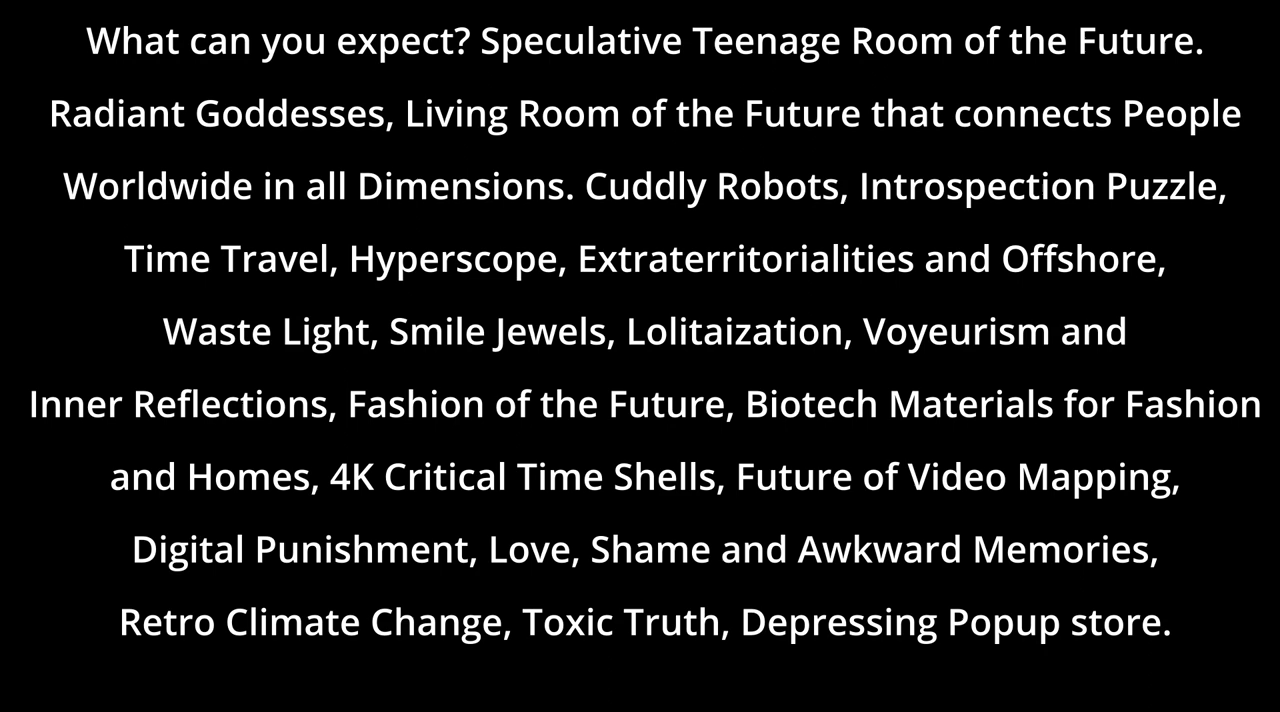 What can you expect? Speculative Teenage Room of the Future.
Radiant Goddesses, Living Room of the Future that connects People
Worldwide in all Dimensions. Cuddly Robots, Introspection Puzzle,
Time Travel, Hyperscope, Extraterritorialities and Offshore,
Waste Light, Smile Jewels, Lolitaization, Voyeurism and
Inner Reflections, Fashion of the Future, Biotech Materials for Fashion
and Homes, 4K Critical Time Shells, Future of Video Mapping,
Digital Punishment, Love, Shame and Awkward Memories,
Retro Climate Change, Toxic Truth, Depressing Popup store.